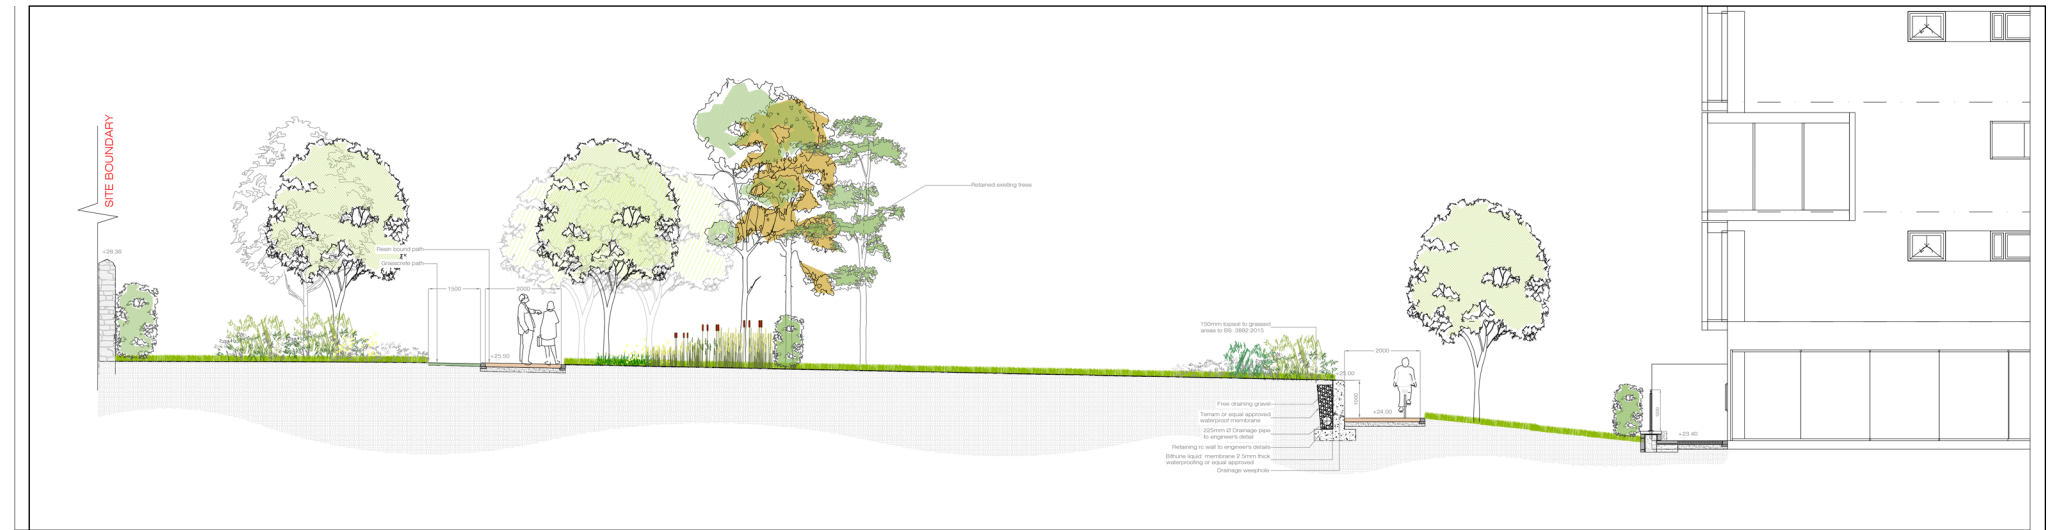 SITE BOUNDARY
+28.36
Resin bound path
Grasscrete path
1500
2000
+25.50
Retained existing trees
150mm topsoil to grassed
areas to BS: 3882:2015
2000
+25.00
1000
Free draining gravel
+24.00
Terram or equal approved
waterproof membrane
225mm Ø Drainage pipe
to engineer's detail
Retaining rc wall to engineer's details
Bithune liquid membrane 2.5mm thick
waterproofing or equal approved
Drainage weephole
+23.40